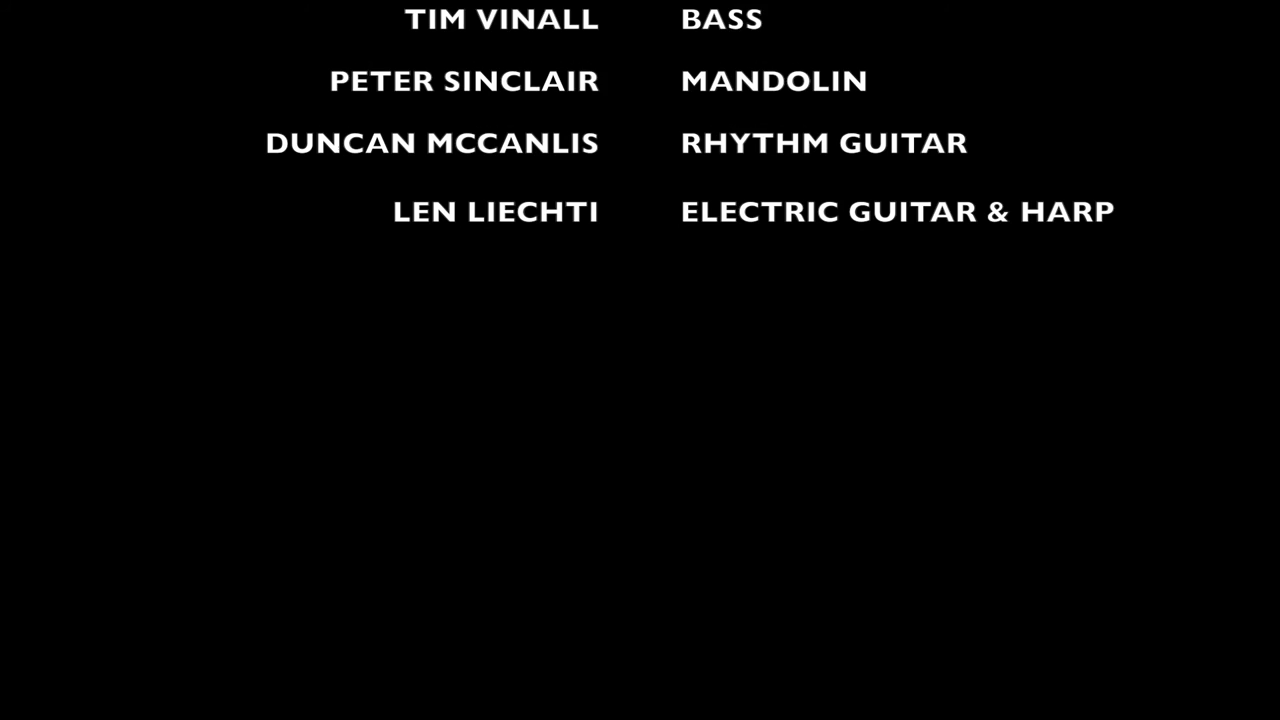 TIM VINALL BASS
PETER SINCLAIR MANDOLIN
DUNCAN MCCANLIS RHYTHM GUITAR
LEN LIECHTI ELECTRIC GUITAR & HARP